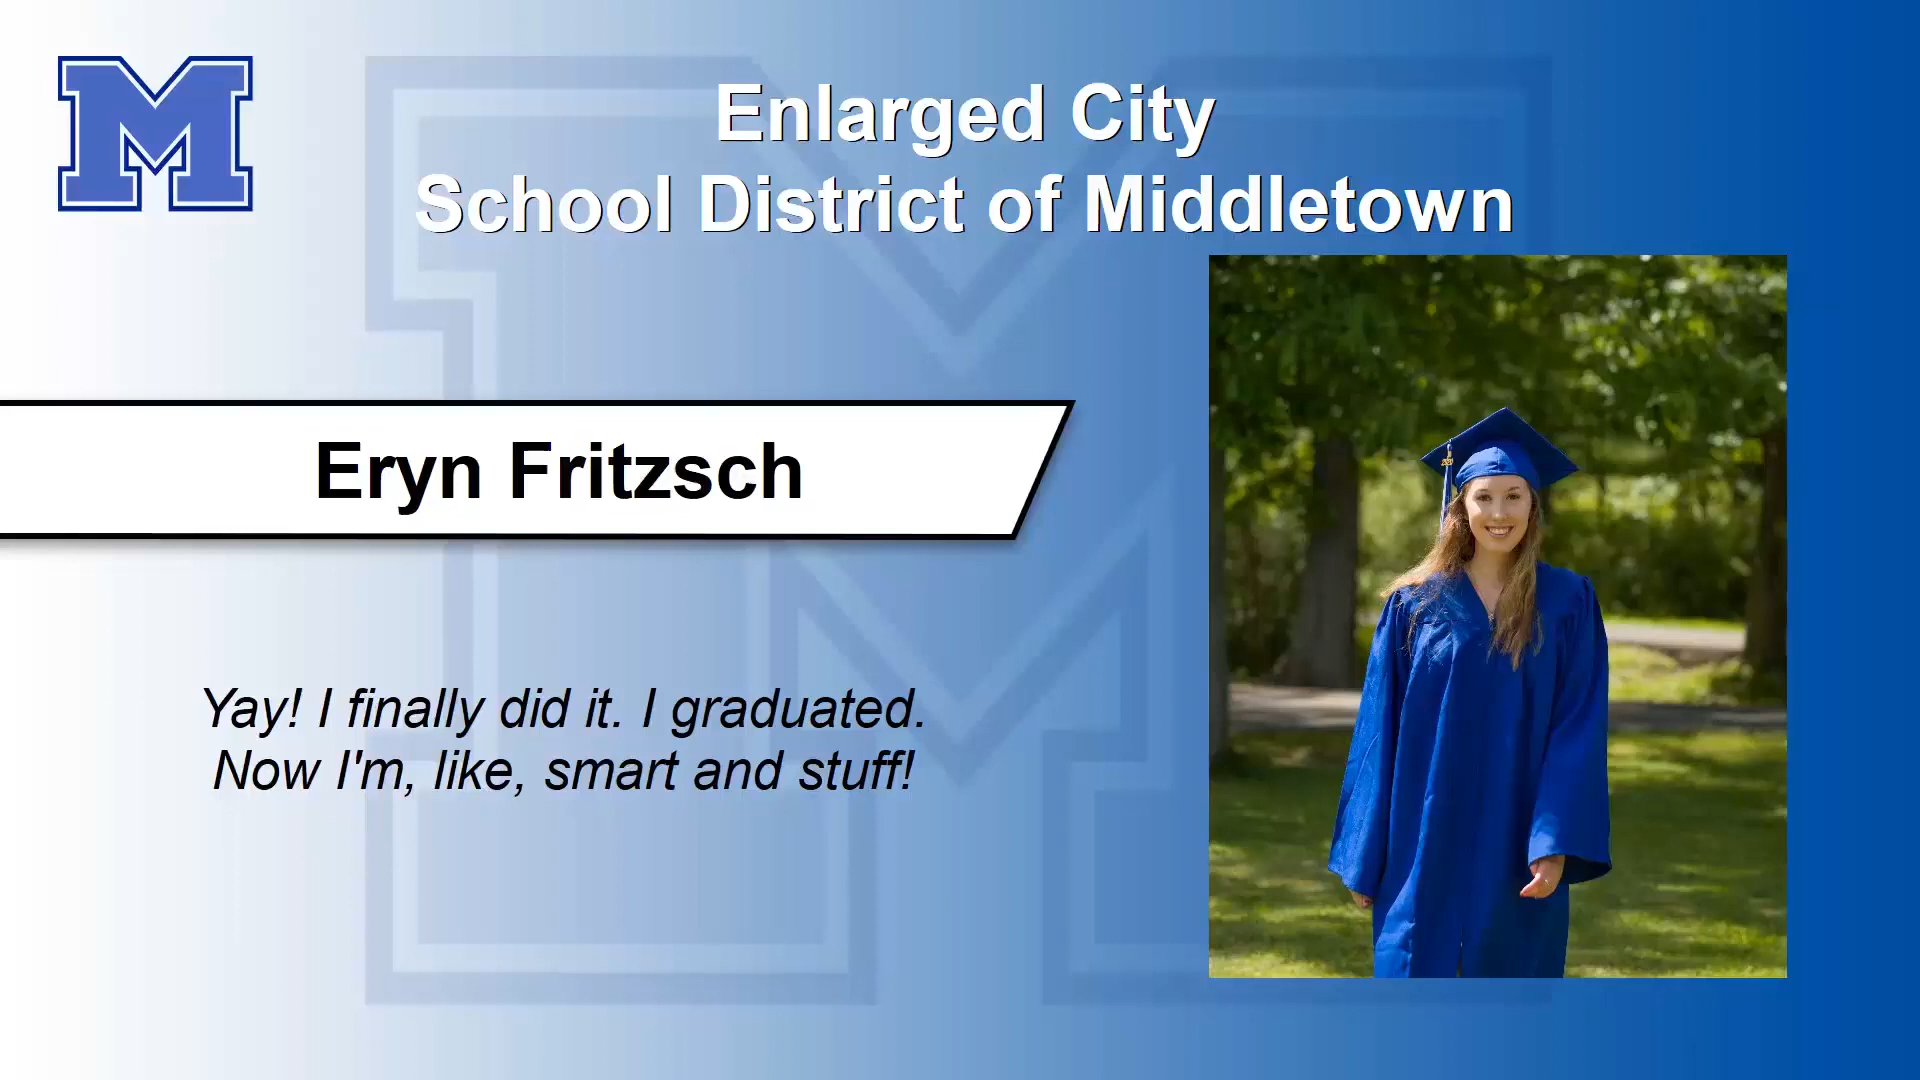 M
Enlarged City
School District of Middletown
Eryn Fritzsch
Yay! I finally did it. I graduated.
Now I'm, like, smart and stuff!